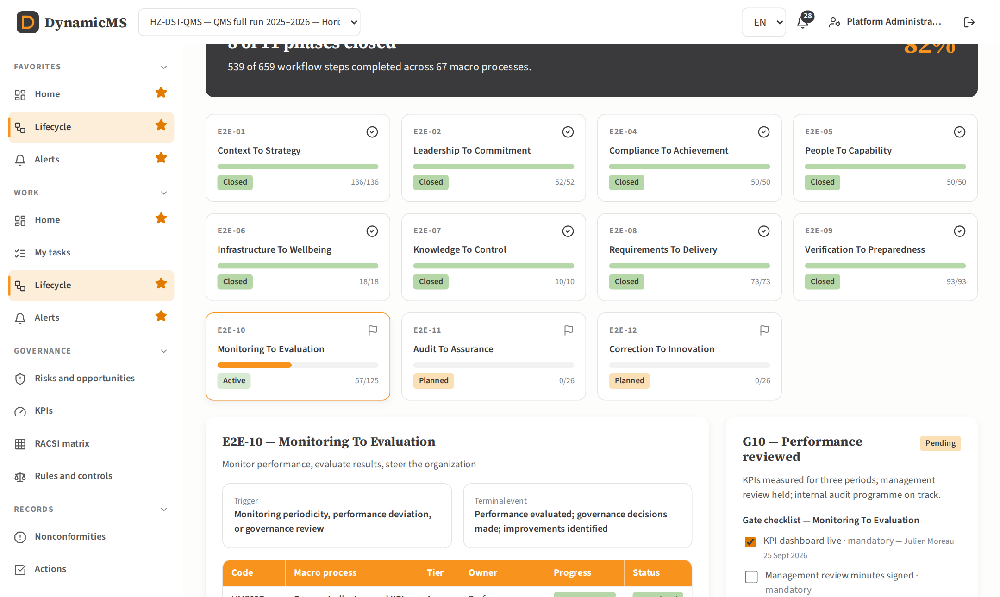 DynamicMS
HZ-DST-QMS — QMS full run 2025–2026 — Hori
EN
28
Platform Administra...
8 of 11 phases closed
82%
539 of 659 workflow steps completed across 67 macro processes.
FAVORITES
Home
Lifecycle
Alerts
WORK
Home
My tasks
Lifecycle
Alerts
GOVERNANCE
Risks and opportunities
KPIs
RACSI matrix
Rules and controls
RECORDS
Nonconformities
Actions
E2E-01
Context To Strategy
Closed
136/136
E2E-02
Leadership To Commitment
Closed
52/52
E2E-04
Compliance To Achievement
Closed
50/50
E2E-05
People To Capability
Closed
50/50
E2E-06
Infrastructure To Wellbeing
Closed
18/18
E2E-07
Knowledge To Control
Closed
10/10
E2E-08
Requirements To Delivery
Closed
73/73
E2E-09
Verification To Preparedness
Closed
93/93
E2E-10
Monitoring To Evaluation
Active
57/125
E2E-11
Audit To Assurance
Planned
0/26
E2E-12
Correction To Innovation
Planned
0/26
E2E-10 — Monitoring To Evaluation
Monitor performance, evaluate results, steer the organization
Trigger
Monitoring periodicity, performance deviation,
or governance review
Terminal event
Performance evaluated; governance decisions
made; improvements identified
Code Macro process Tier Owner Progress Status
G10 — Performance
reviewed
Pending
KPIs measured for three periods; management
review held; internal audit programme on track.
Gate checklist — Monitoring To Evaluation
KPI dashboard live · mandatory — Julien Moreau
25 Sept 2026
Management review minutes signed ·
mandatory